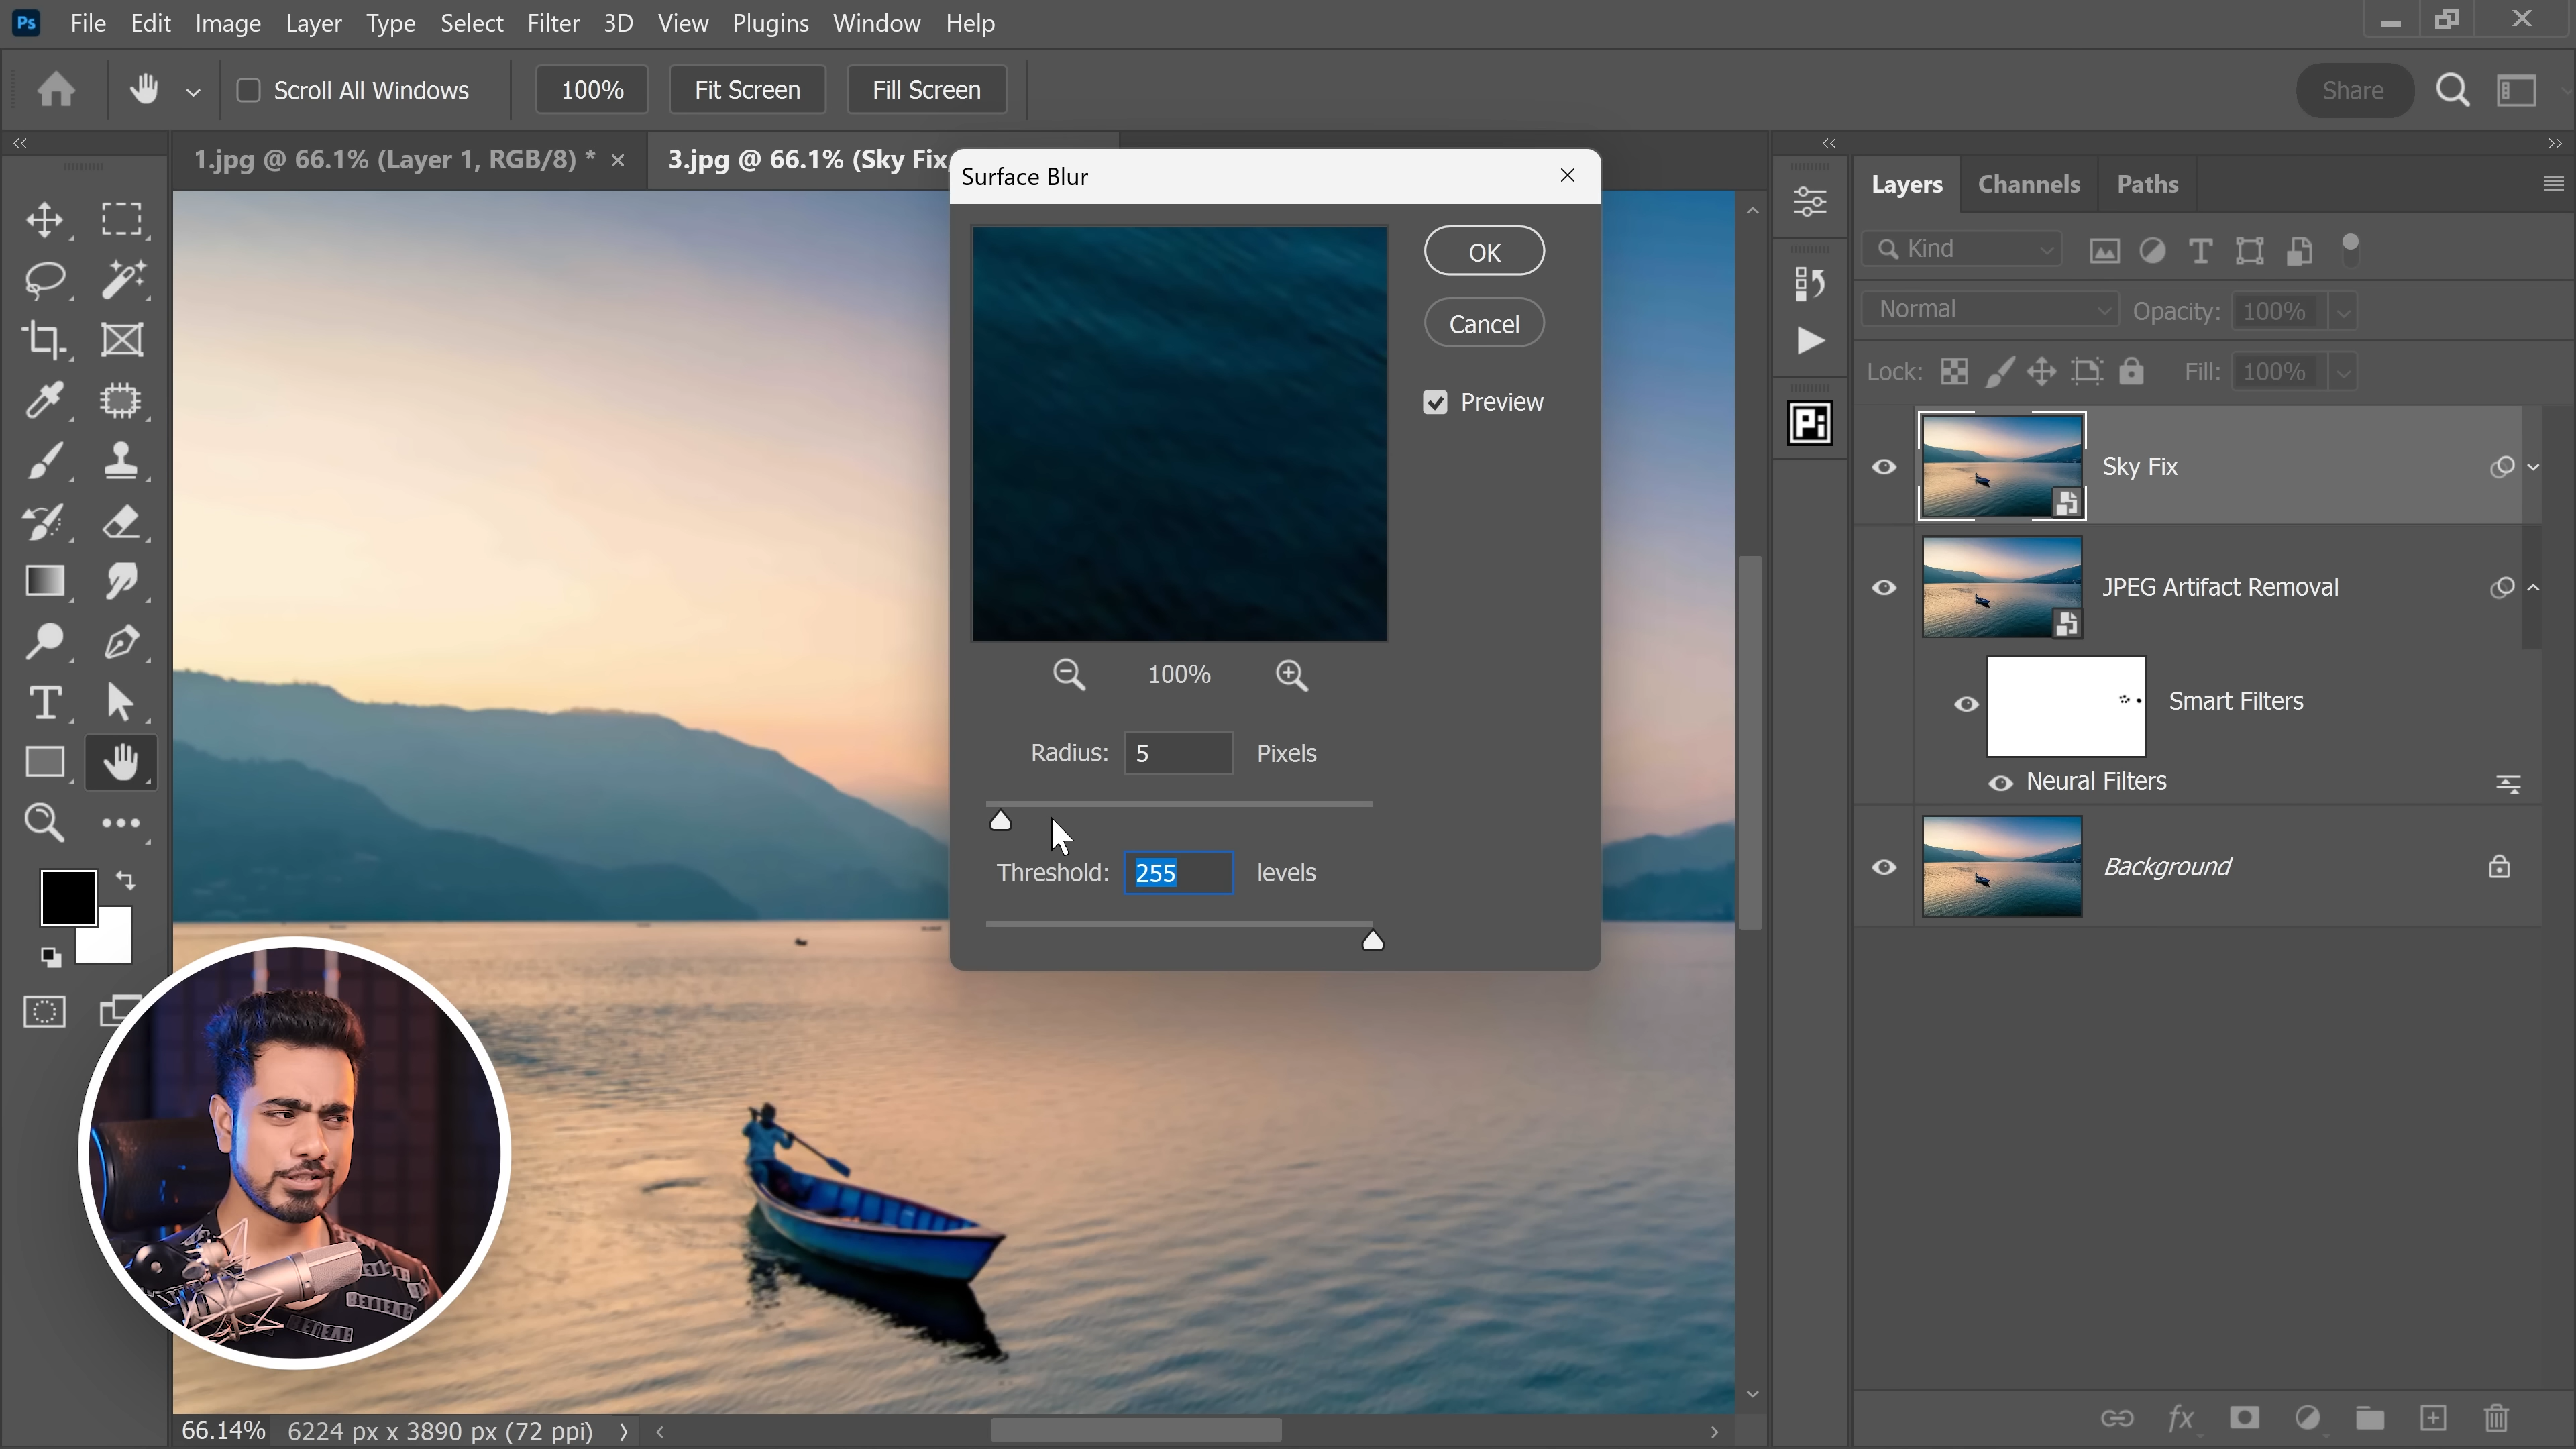 Ps File Edit Image Layer Type Select Filter 3D View Plugins Window Help
Scroll All Windows 100% Fit Screen Fill Screen Share
1.jpg @ 66.1% (Layer 1, RGB/8) *
3.jpg @ 66.1% (Sky Fix,
Surface Blur
OK
Cancel
Preview
100%
Radius: 5 Pixels
Threshold: 255 levels
Layers Channels Paths
Kind
Normal Opacity: 100%
Lock: Fill: 100%
Sky Fix
JPEG Artifact Removal
Smart Filters
Neural Filters
Background
Pi
fx
66.14% 6224 px x 3890 px (72 ppi)